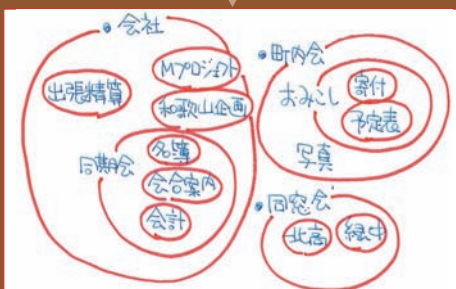 • 会社
Mプロジェクト
出張精算
和歌山企画
同期会
名簿
会合案内
会計
• 町内会
おみこし
寄付
予定表
写真
• 同窓会
北高
緑中